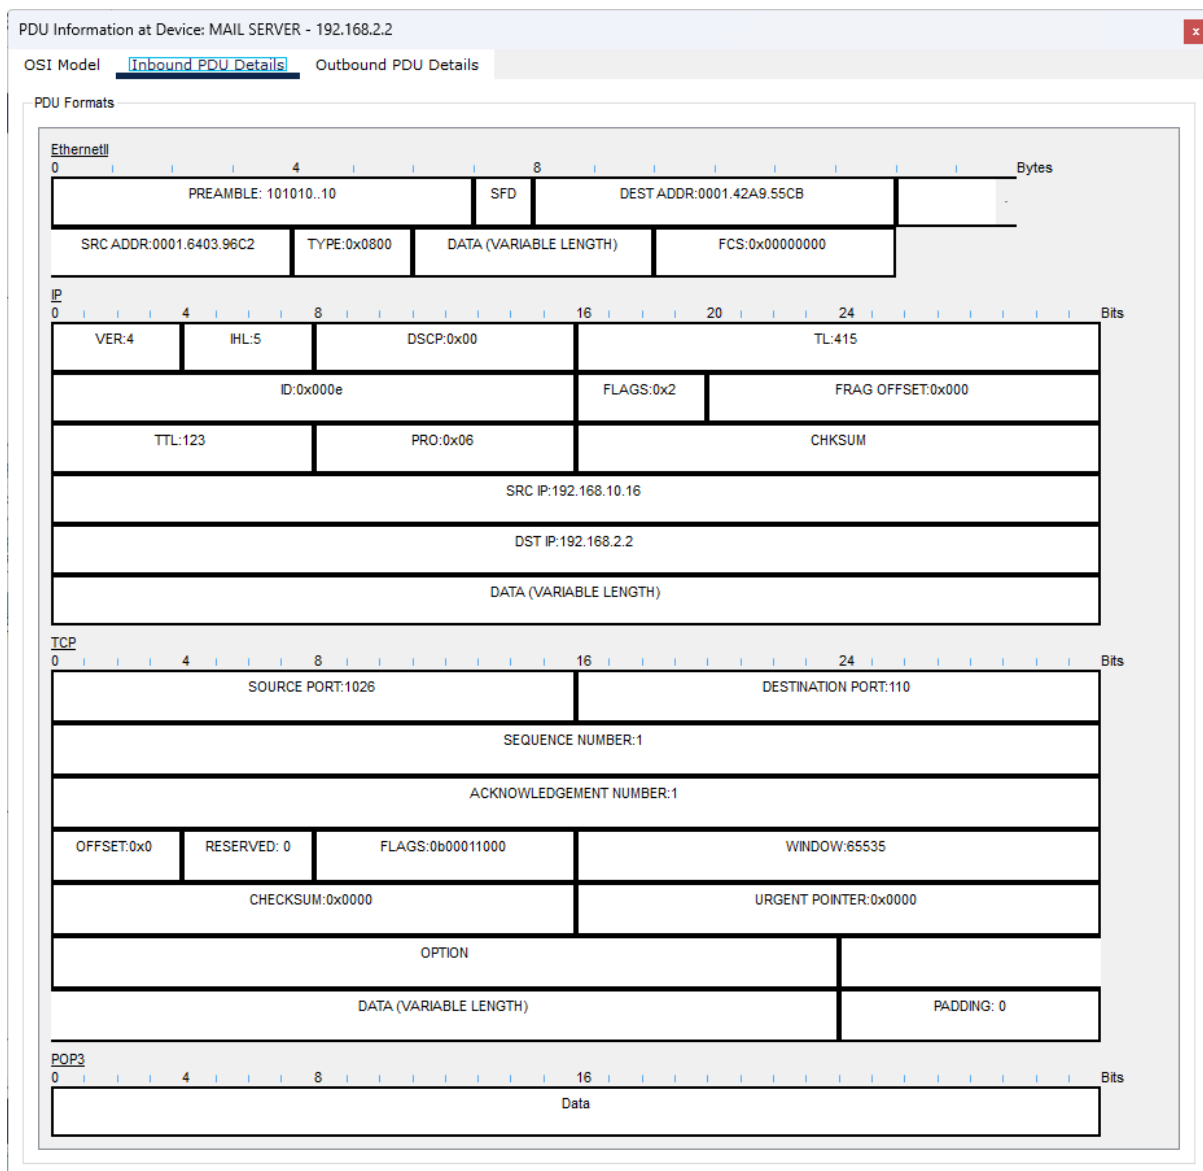 PDU Information at Device: MAIL SERVER - 192.168.2.2
x
OSI Model Inbound PDU Details Outbound PDU Details
PDU Formats
EthernetII
0 4 8 Bytes
PREAMBLE: 101010..10 SFD DEST ADDR:0001.42A9.55CB
SRC ADDR:0001.6403.96C2 TYPE:0x0800 DATA (VARIABLE LENGTH) FCS:0x00000000
IP
0 4 8 16 20 24 Bits
VER:4 IHL:5 DSCP:0x00 TL:415
ID:0x000e FLAGS:0x2 FRAG OFFSET:0x000
TTL:123 PRO:0x06 CHKSUM
SRC IP:192.168.10.16
DST IP:192.168.2.2
DATA (VARIABLE LENGTH)
TCP
0 4 8 16 24 Bits
SOURCE PORT:1026 DESTINATION PORT:110
SEQUENCE NUMBER:1
ACKNOWLEDGEMENT NUMBER:1
OFFSET:0x0 RESERVED: 0 FLAGS:0b00011000 WINDOW:65535
CHECKSUM:0x0000 URGENT POINTER:0x0000
OPTION
DATA (VARIABLE LENGTH) PADDING: 0
POP3
0 4 8 16 Bits
Data